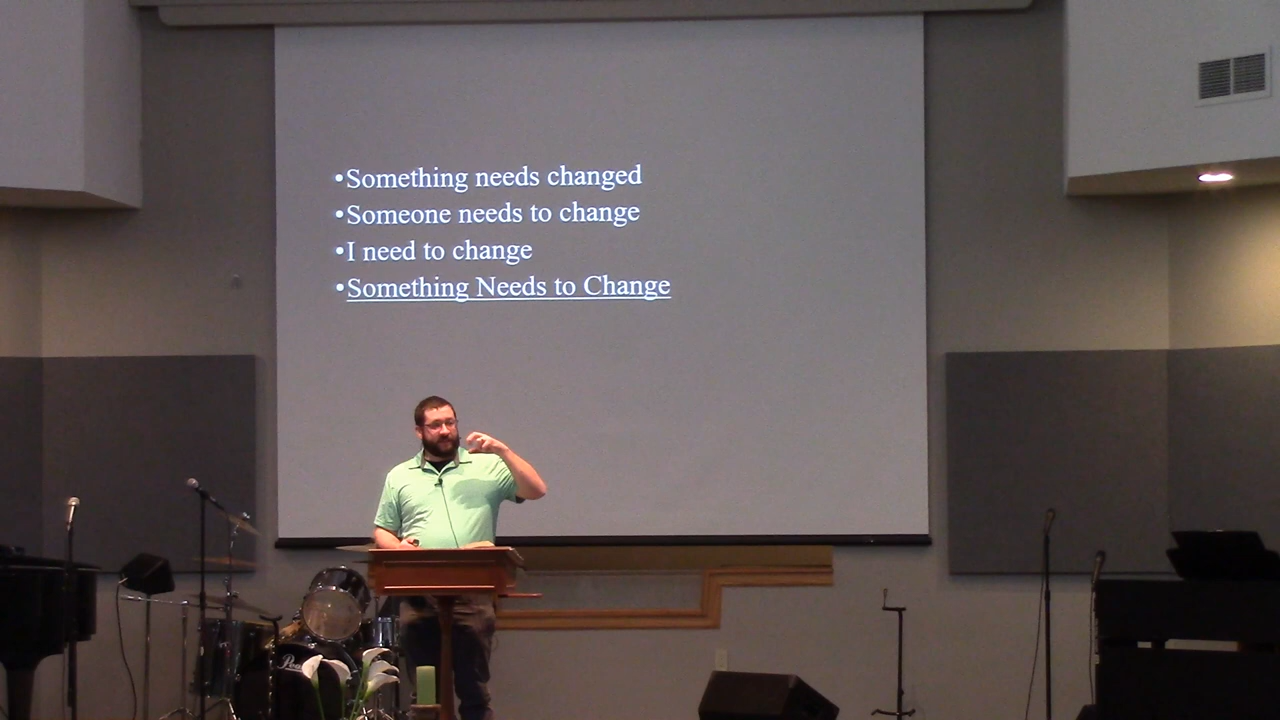 •Something needs changed
•Someone needs to change
•I need to change
•Something Needs to Change